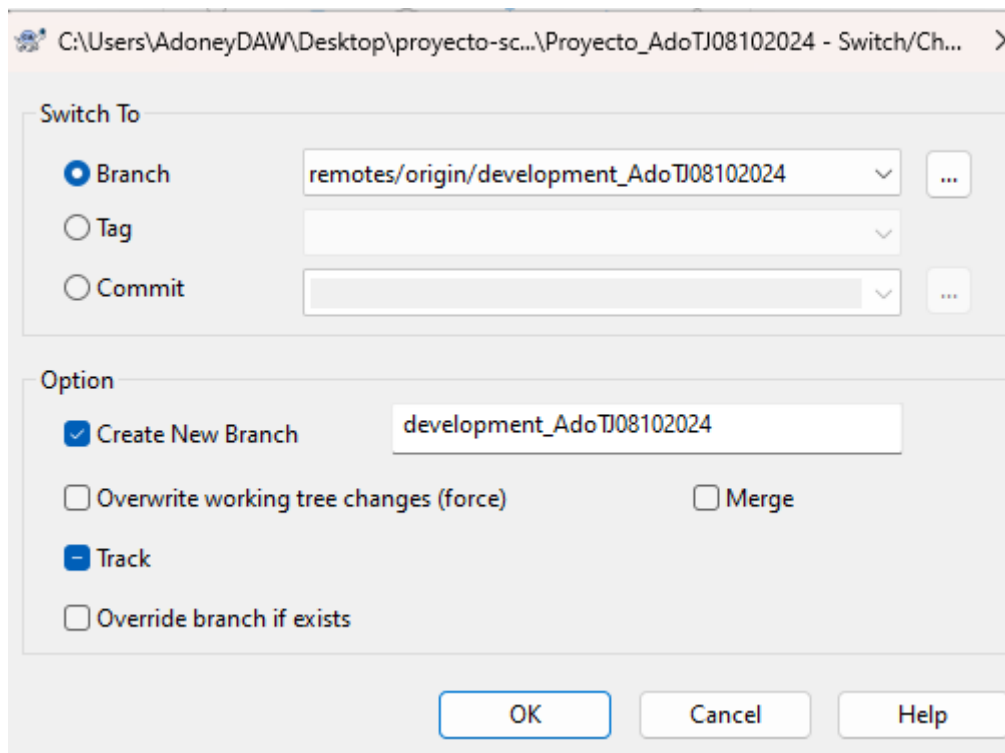 C:\Users\AdoneyDAW\Desktop\proyecto-sc...\Proyecto_AdoTJ08102024 - Switch/Ch...
Switch To
Branch remotes/origin/development_AdoTJ08102024 ...
Tag
Commit ...
Option
Create New Branch development_AdoTJ08102024
Overwrite working tree changes (force) Merge
Track
Override branch if exists
OK Cancel Help